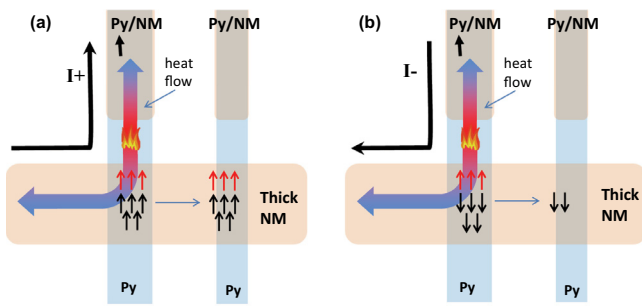 (a)
Py/NM
Py/NM
I+
heat
flow
Thick
NM
Py
Py
(b)
Py/NM
Py/NM
I-
heat
flow
Thick
NM
Py
Py